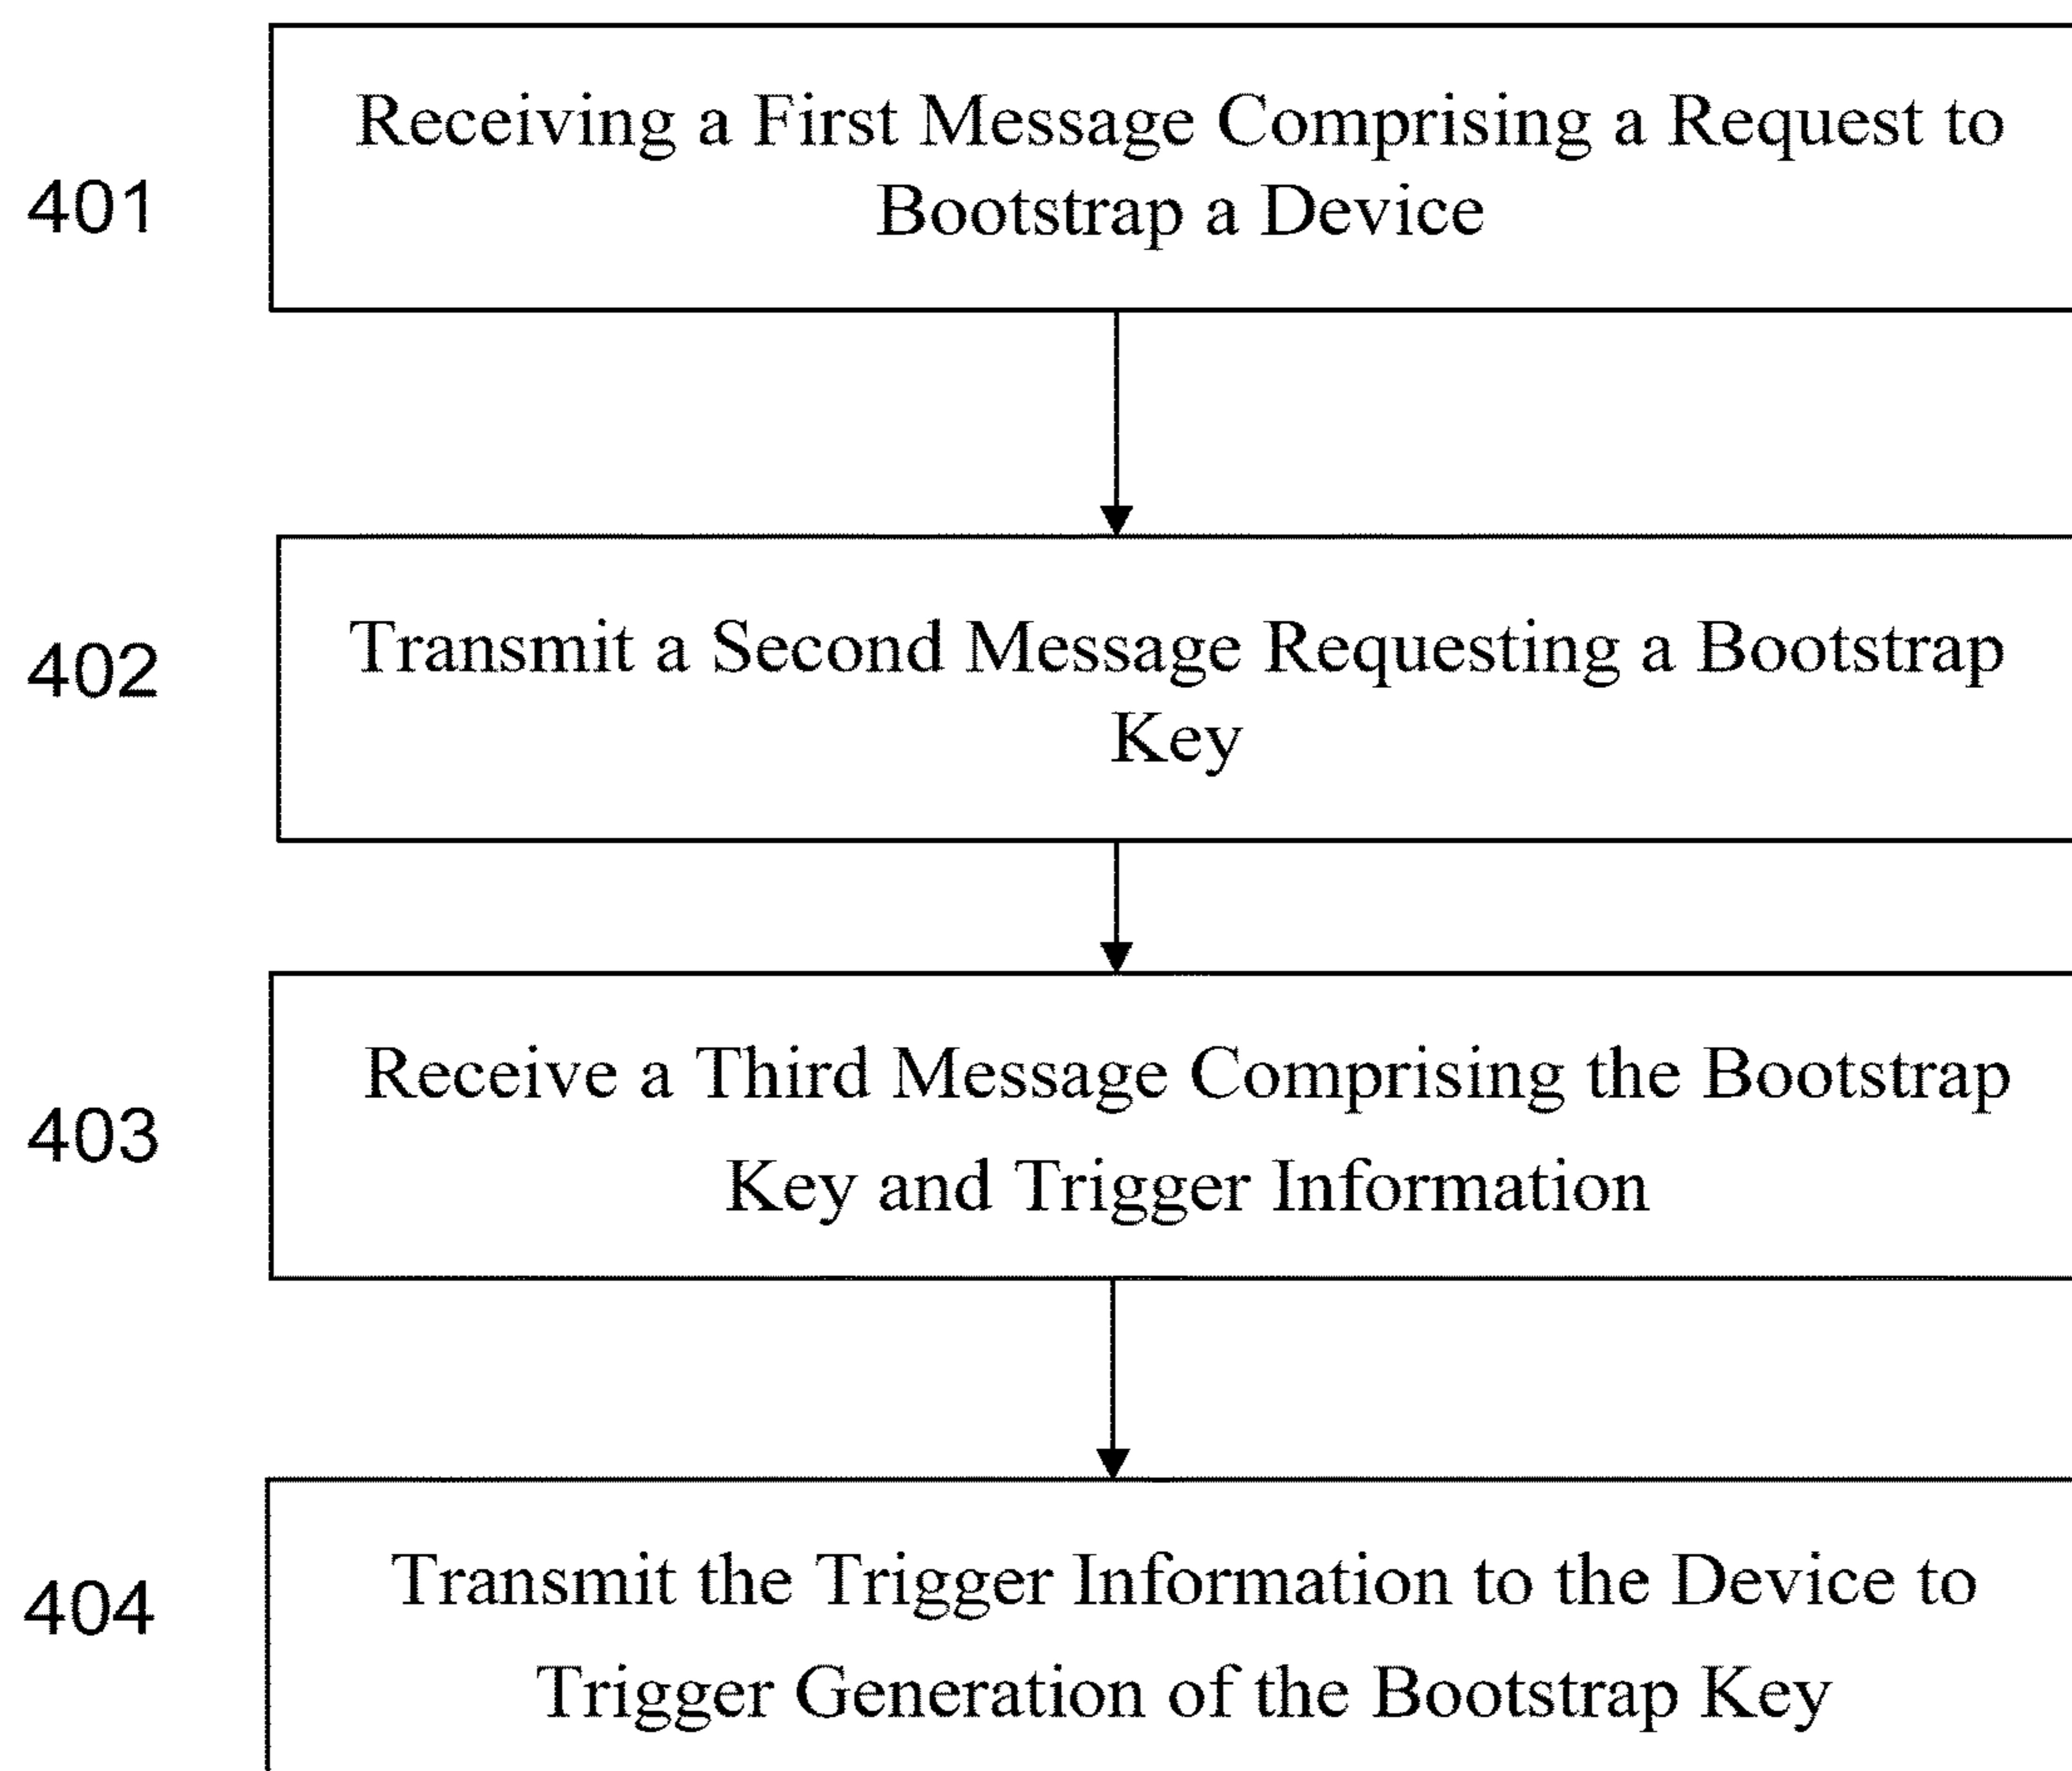 Receiving a First Message Comprising a Request to
401
Bootstrap a Device
Transmit a Second Message Requesting a Bootstrap
402
Key
Receive a Third Message Comprising the Bootstrap
403
Key and Trigger Information
Transmit the Trigger Information to the Device to
404
Trigger Generation of the Bootstrap Key